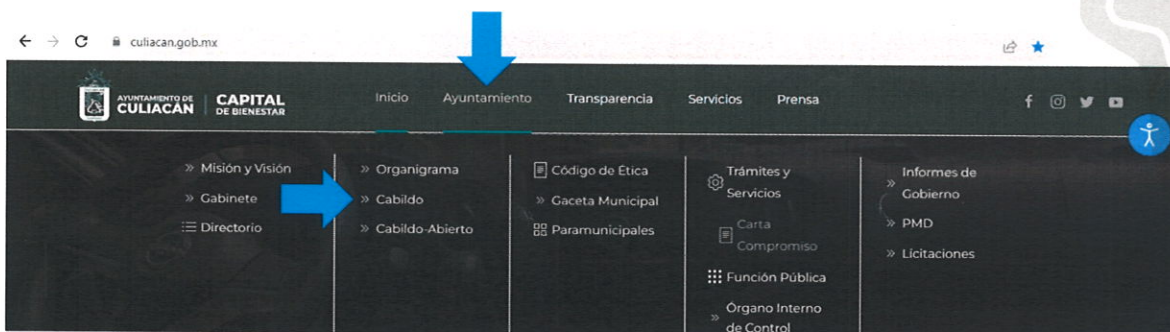 culiacan.gob.mx
AYUNTAMIENTO DE
CULIACÁN
CAPITAL
DE BIENESTAR
Inicio
Ayuntamiento
Transparencia
Servicios
Prensa
Misión y Visión
Gabinete
Directorio
Organigrama
Cabildo
Cabildo-Abierto
Código de Ética
Gaceta Municipal
Paramunicipales
Trámites y
Servicios
Carta
Compromiso
Función Pública
Órgano Interno
de Control
Informes de
Gobierno
PMD
Licitaciones